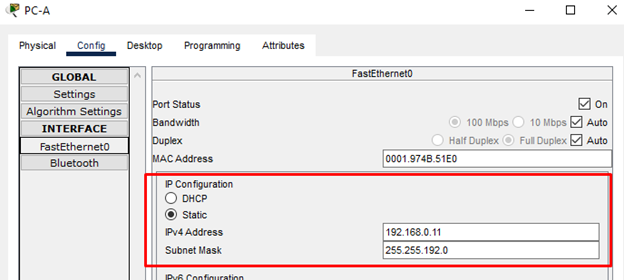 PC-A
Physical Config Desktop Programming Attributes
GLOBAL
Settings
Algorithm Settings
INTERFACE
FastEthernet0
Bluetooth
FastEthernet0
Port Status On
Bandwidth 100 Mbps 10 Mbps Auto
Duplex Half Duplex Full Duplex Auto
MAC Address 0001.974B.51E0
IP Configuration
DHCP
Static
IPv4 Address 192.168.0.11
Subnet Mask 255.255.192.0
IPv6 Configuration